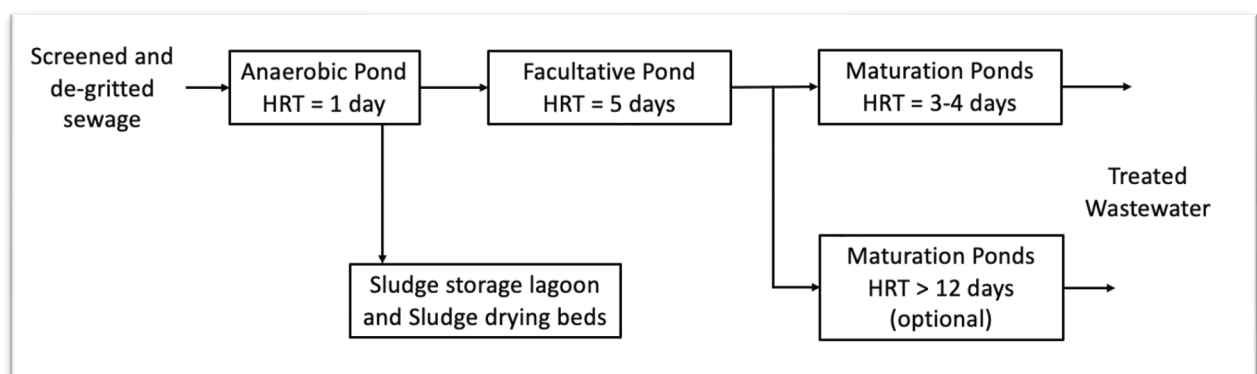 Screened and
de-gritted
sewage
Anaerobic Pond
HRT = 1 day
Facultative Pond
HRT = 5 days
Maturation Ponds
HRT = 3-4 days
Treated
Wastewater
Maturation Ponds
HRT > 12 days
(optional)
Sludge storage lagoon
and Sludge drying beds